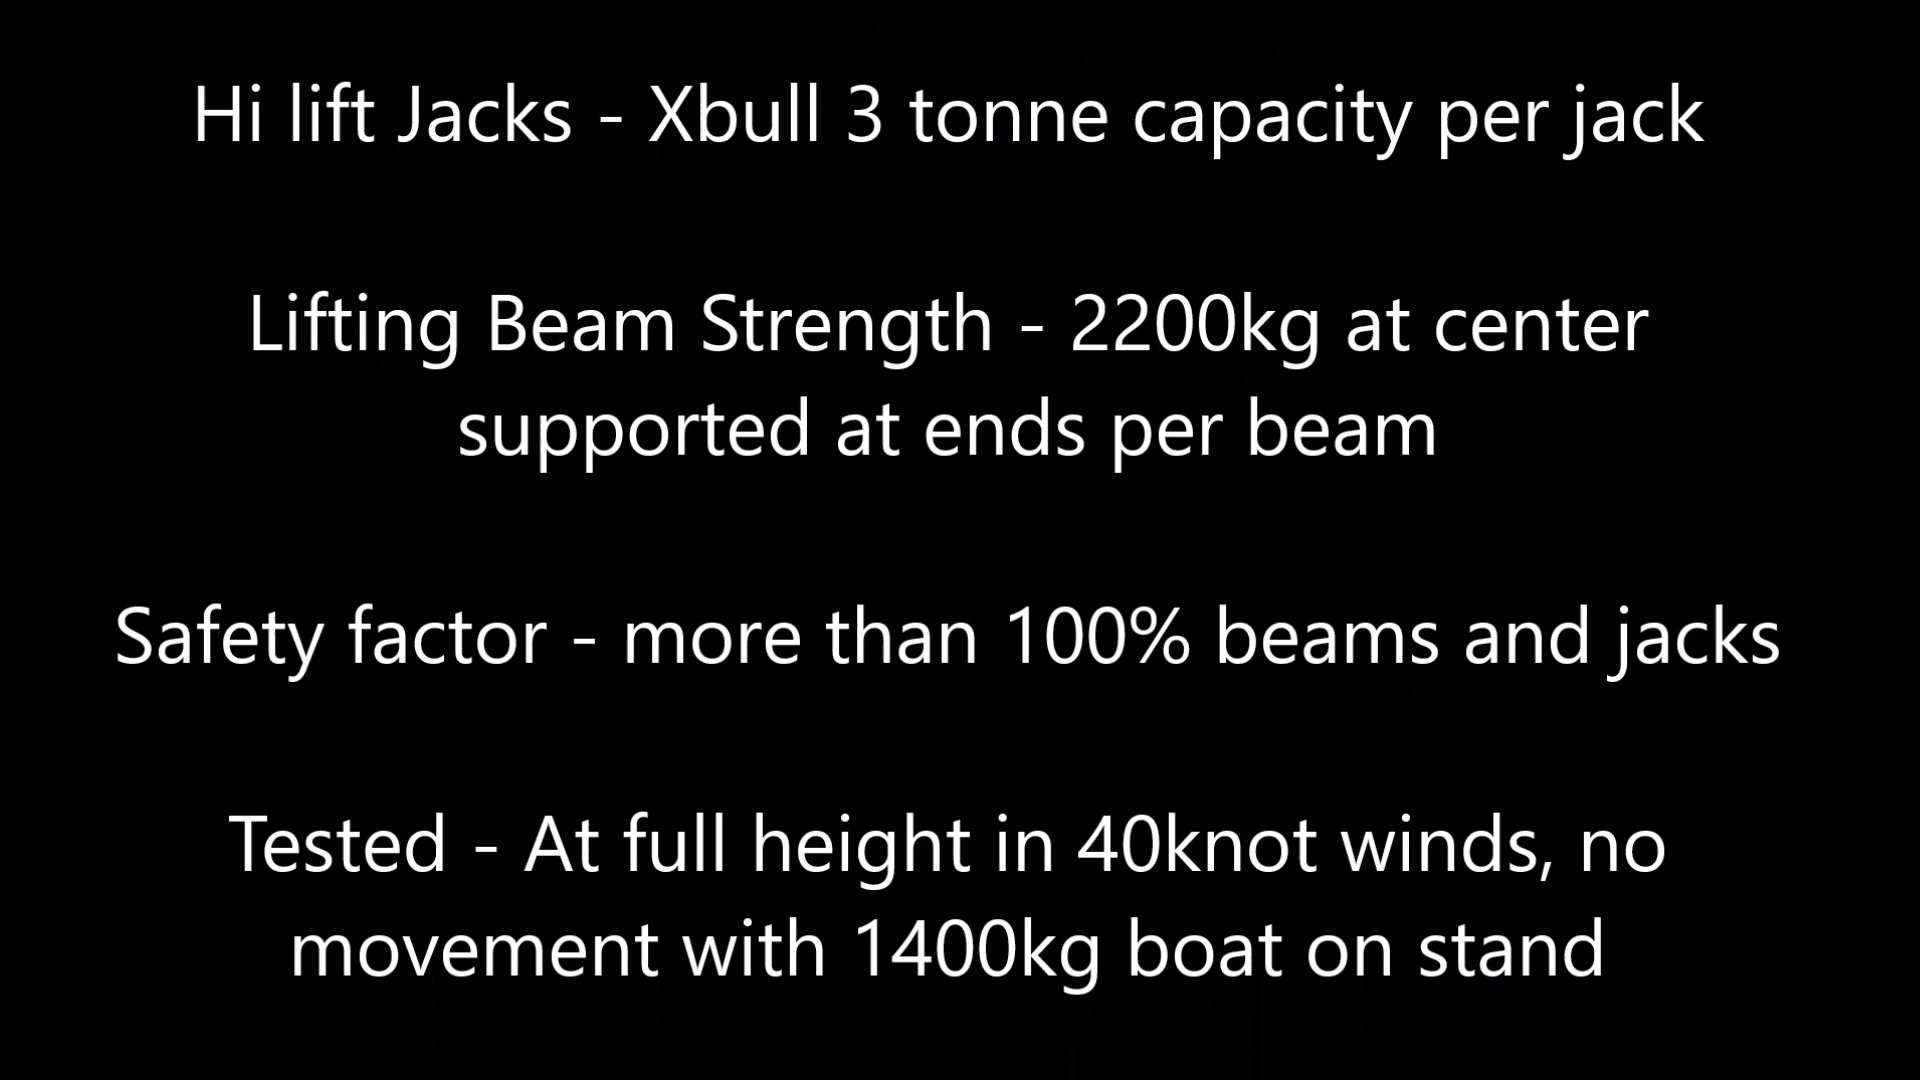 Hi lift Jacks - Xbull 3 tonne capacity per jack
Lifting Beam Strength - 2200kg at center
supported at ends per beam
Safety factor - more than 100% beams and jacks
Tested - At full height in 40knot winds, no
movement with 1400kg boat on stand